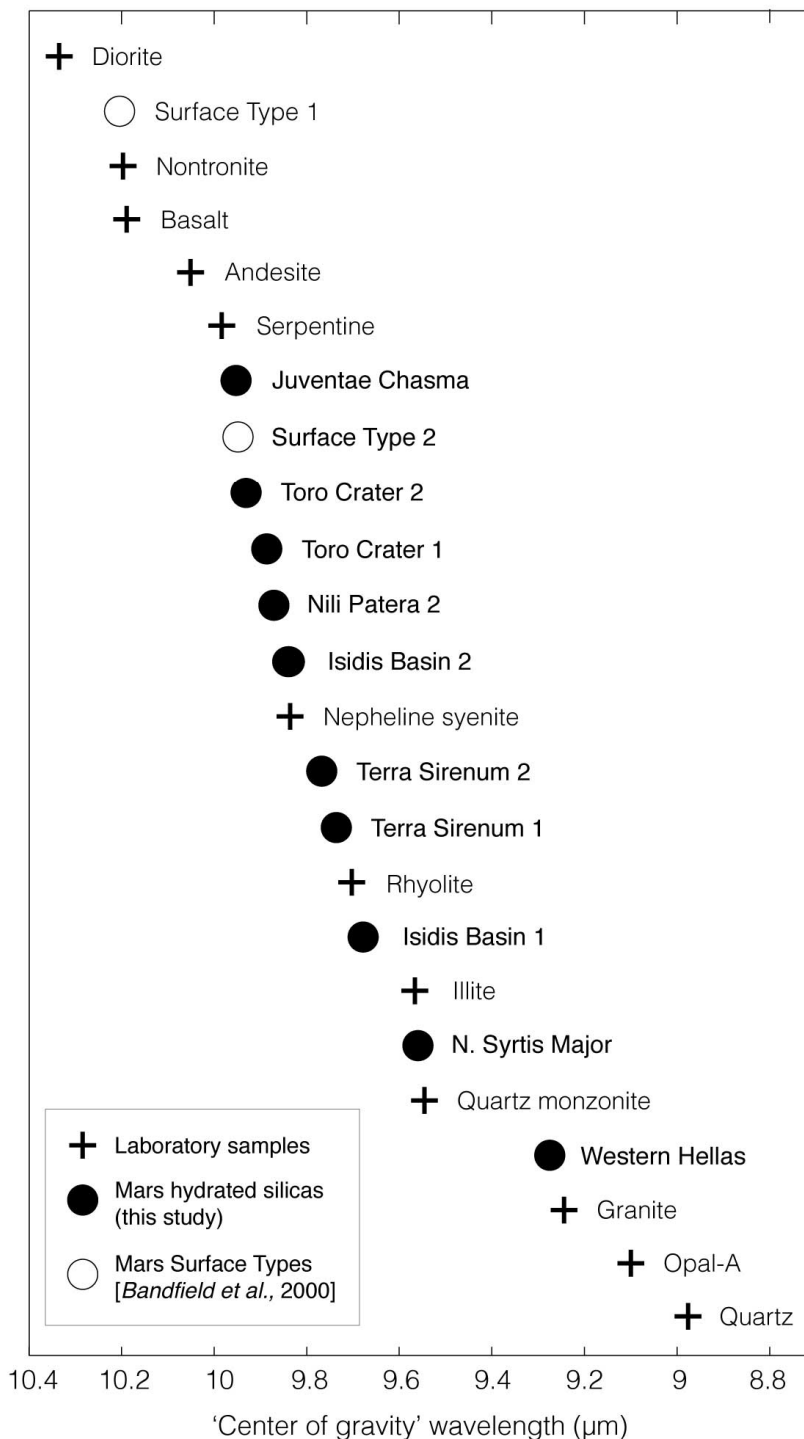 Diorite
Surface Type 1
Nontronite
Basalt
Andesite
Serpentine
Juventae Chasma
Surface Type 2
Toro Crater 2
Toro Crater 1
Nili Patera 2
Isidis Basin 2
Nepheline syenite
Terra Sirenum 2
Terra Sirenum 1
Rhyolite
Isidis Basin 1
Illite
N. Syrtis Major
Quartz monzonite
Western Hellas
Granite
Opal-A
Quartz
Laboratory samples
Mars hydrated silicas
(this study)
Mars Surface Types
[Bandfield et al., 2000]
10.4 10.2 10 9.8 9.6 9.4 9.2 9 8.8
‘Center of gravity’ wavelength (µm)